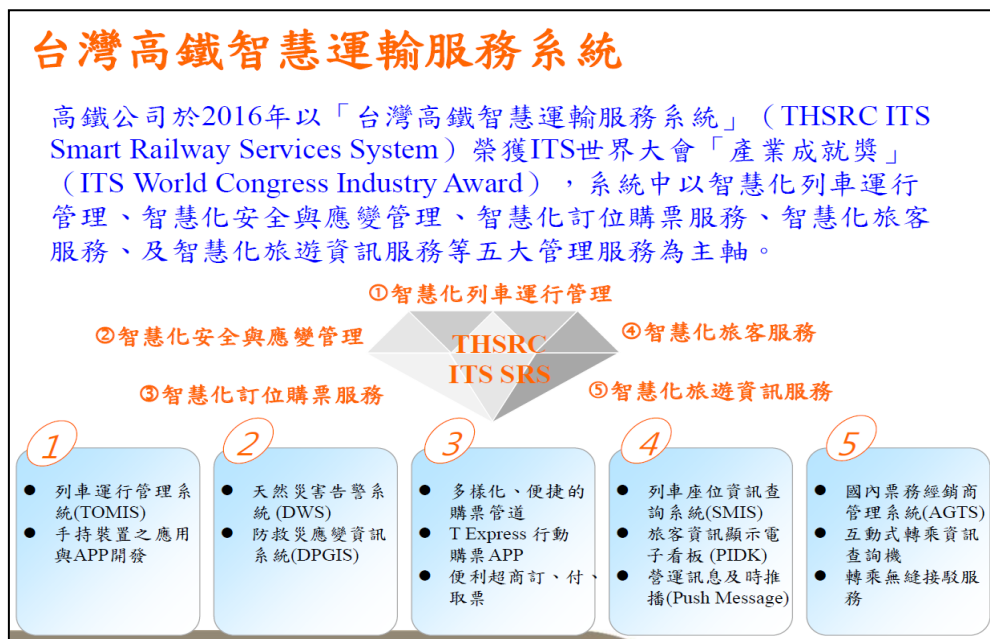 台灣高鐵智慧運輸服務系統
高鐵公司於2016年以「台灣高鐵智慧運輸服務系統」（THSRC ITS
Smart Railway Services System）榮獲ITS世界大會「產業成就獎」
（ITS World Congress Industry Award），系統中以智慧化列車運行
管理、智慧化安全與應變管理、智慧化訂位購票服務、智慧化旅客
服務、及智慧化旅遊資訊服務等五大管理服務為主軸。
①智慧化列車運行管理
②智慧化安全與應變管理
③智慧化訂位購票服務
THSRC
ITS SRS
④智慧化旅客服務
⑤智慧化旅遊資訊服務
1
● 列車運行管理系
統(TOMIS)
● 手持裝置之應用
與APP開發
2
● 天然災害告警系
統 (DWS)
● 防救災應變資訊
系統(DPGIS)
3
● 多樣化、便捷的
購票管道
● T Express 行動
購票APP
● 便利超商訂、付、
取票
4
● 列車座位資訊查
詢系統(SMIS)
● 旅客資訊顯示電
子看板 (PIDK)
● 營運訊息及時推
播(Push Message)
5
● 國內票務經銷商
管理系統(AGTS)
● 互動式轉乘資訊
查詢機
● 轉乘無縫接駁服
務